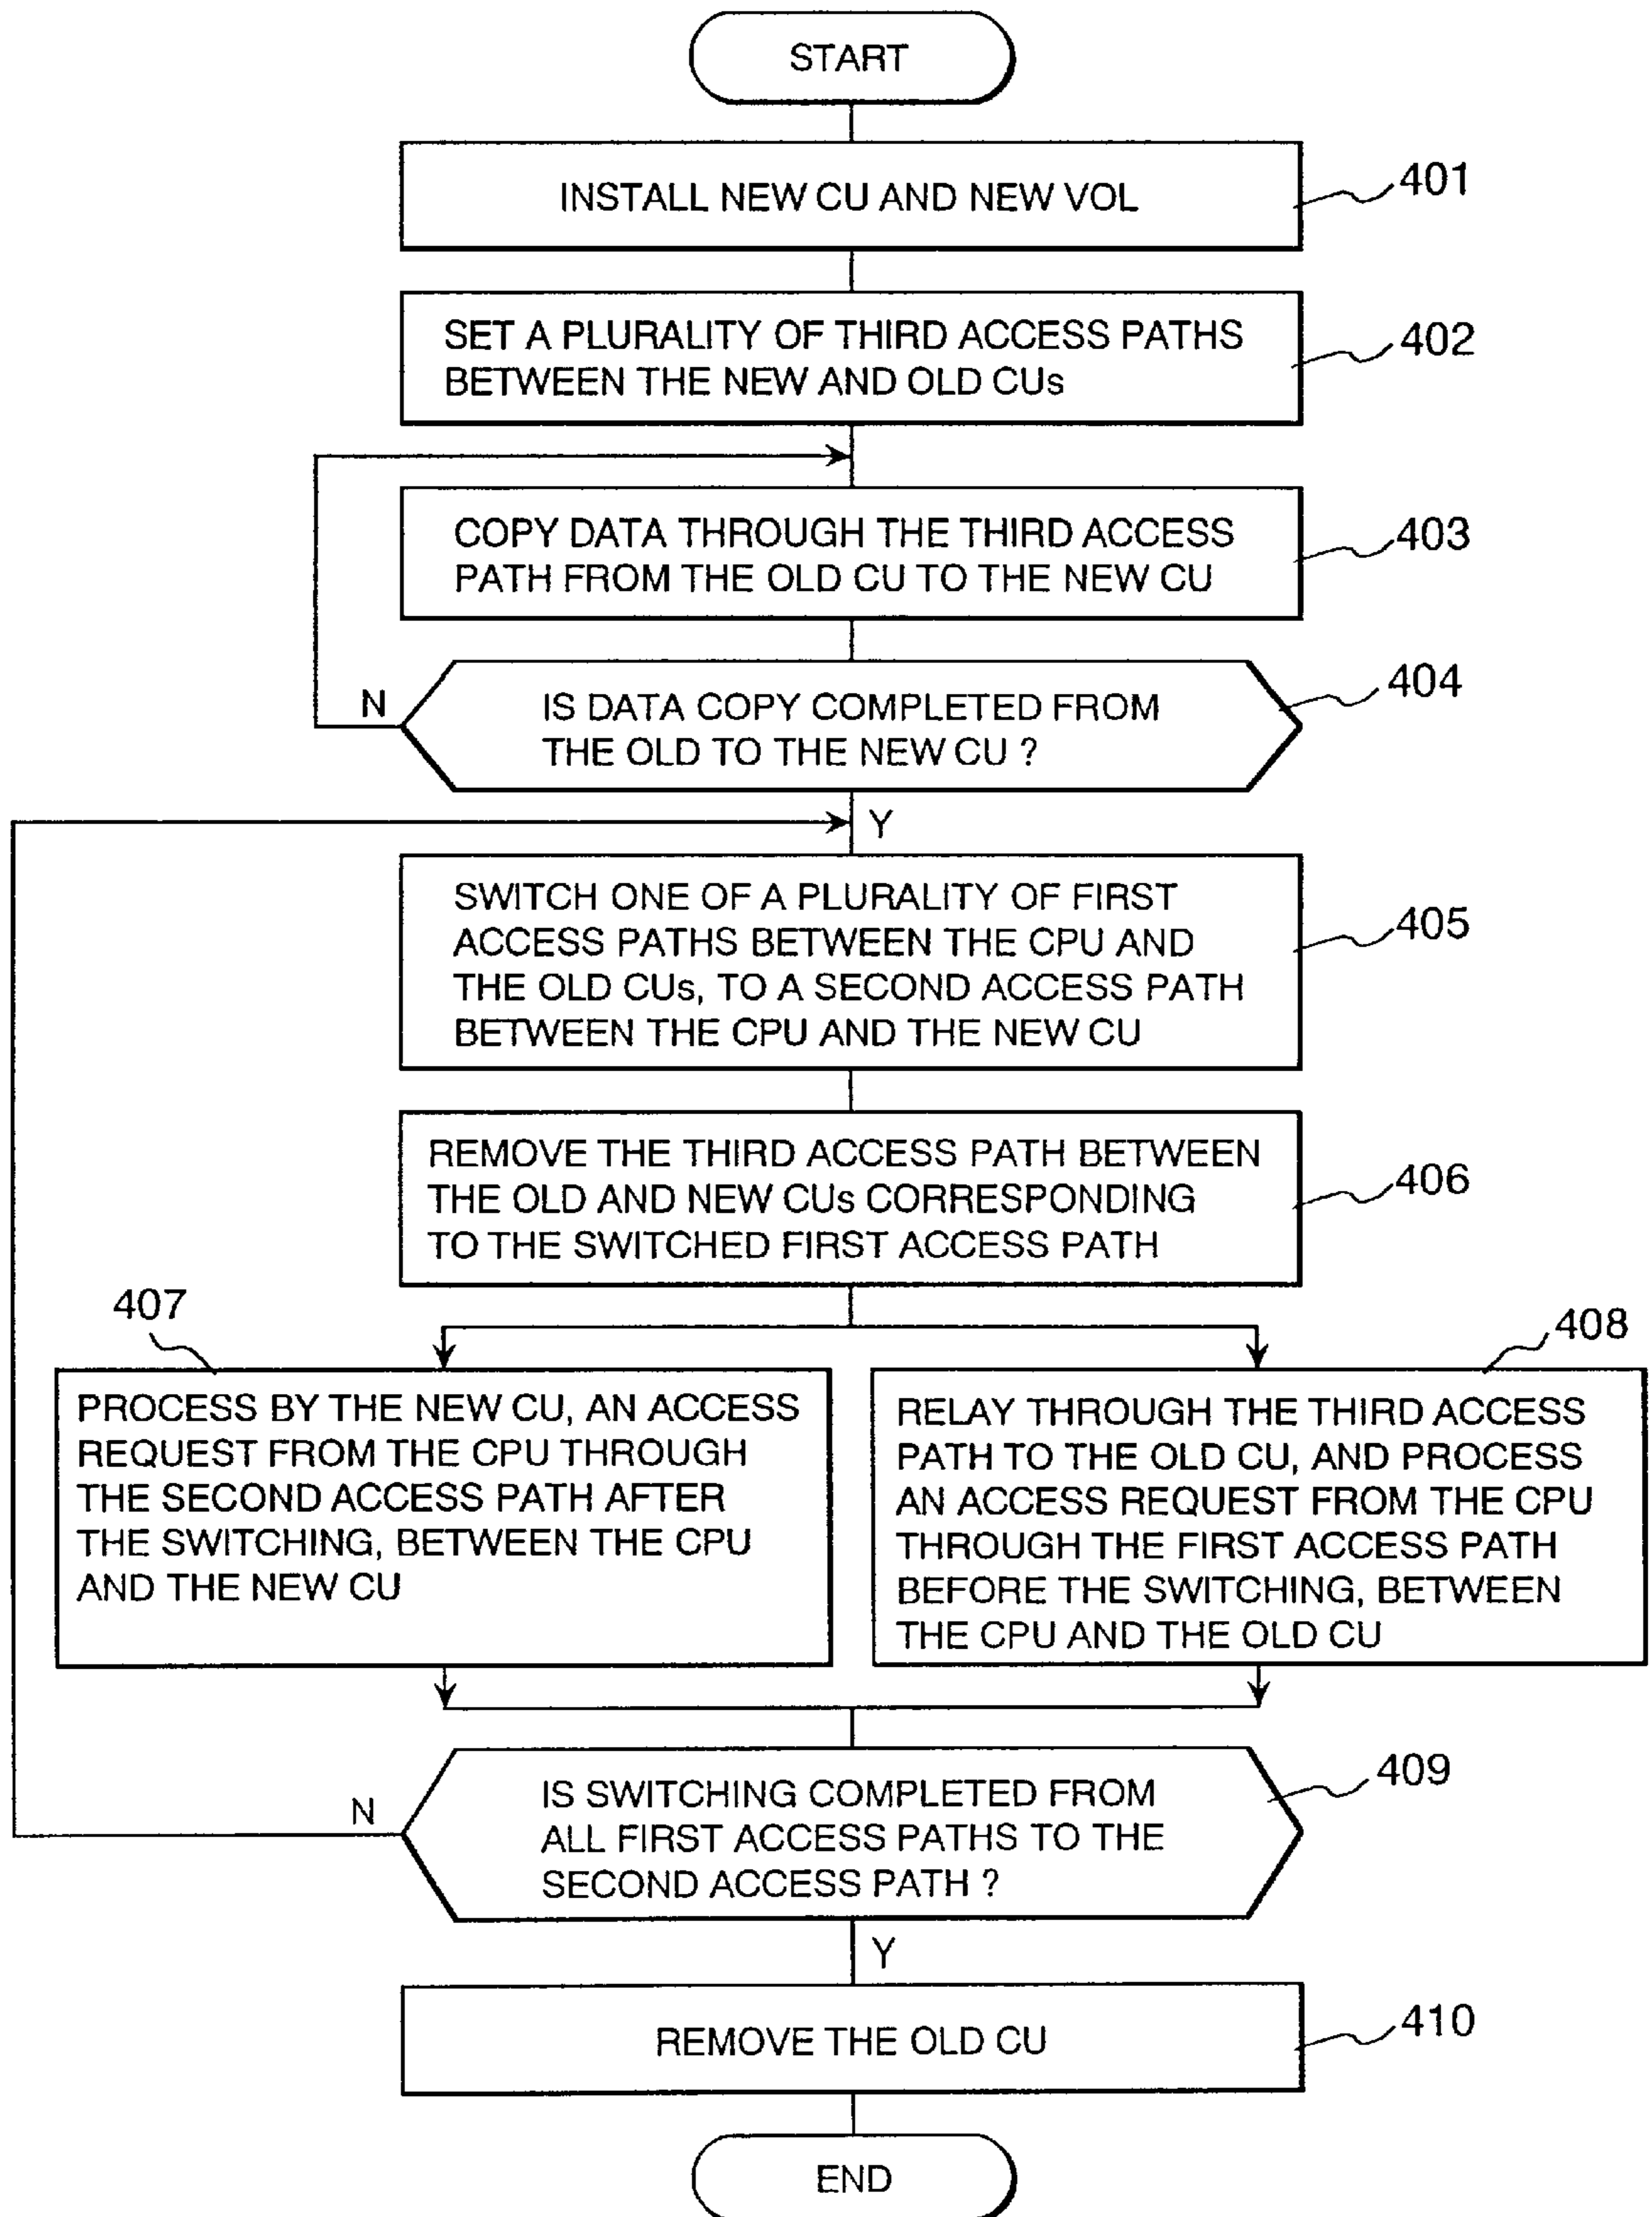 START
INSTALL NEW CU AND NEW VOL
401
SET A PLURALITY OF THIRD ACCESS PATHS
BETWEEN THE NEW AND OLD CUs
402
COPY DATA THROUGH THE THIRD ACCESS
PATH FROM THE OLD CU TO THE NEW CU
403
IS DATA COPY COMPLETED FROM
THE OLD TO THE NEW CU ?
404
N
Y
SWITCH ONE OF A PLURALITY OF FIRST
ACCESS PATHS BETWEEN THE CPU AND
THE OLD CUs, TO A SECOND ACCESS PATH
BETWEEN THE CPU AND THE NEW CU
405
REMOVE THE THIRD ACCESS PATH BETWEEN
THE OLD AND NEW CUs CORRESPONDING
TO THE SWITCHED FIRST ACCESS PATH
406
407
PROCESS BY THE NEW CU, AN ACCESS
REQUEST FROM THE CPU THROUGH
THE SECOND ACCESS PATH AFTER
THE SWITCHING, BETWEEN THE CPU
AND THE NEW CU
408
RELAY THROUGH THE THIRD ACCESS
PATH TO THE OLD CU, AND PROCESS
AN ACCESS REQUEST FROM THE CPU
THROUGH THE FIRST ACCESS PATH
BEFORE THE SWITCHING, BETWEEN
THE CPU AND THE OLD CU
409
N
IS SWITCHING COMPLETED FROM
ALL FIRST ACCESS PATHS TO THE
SECOND ACCESS PATH ?
Y
REMOVE THE OLD CU
410
END